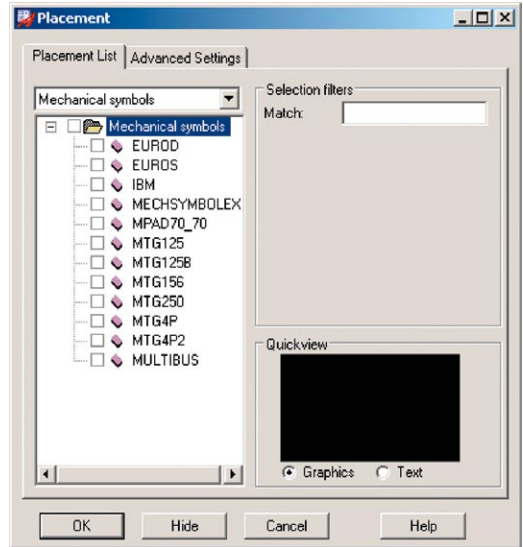 Placement
Placement List
Advanced Settings
Mechanical symbols
Mechanical symbols
EUROD
EUROS
IBM
MECHSYMBOLEX
MPAD70_70
MTG125
MTG125B
MTG156
MTG250
MTG4P
MTG4P2
MULTIBUS
Selection filters
Match:
Quickview
Graphics
Text
OK
Hide
Cancel
Help